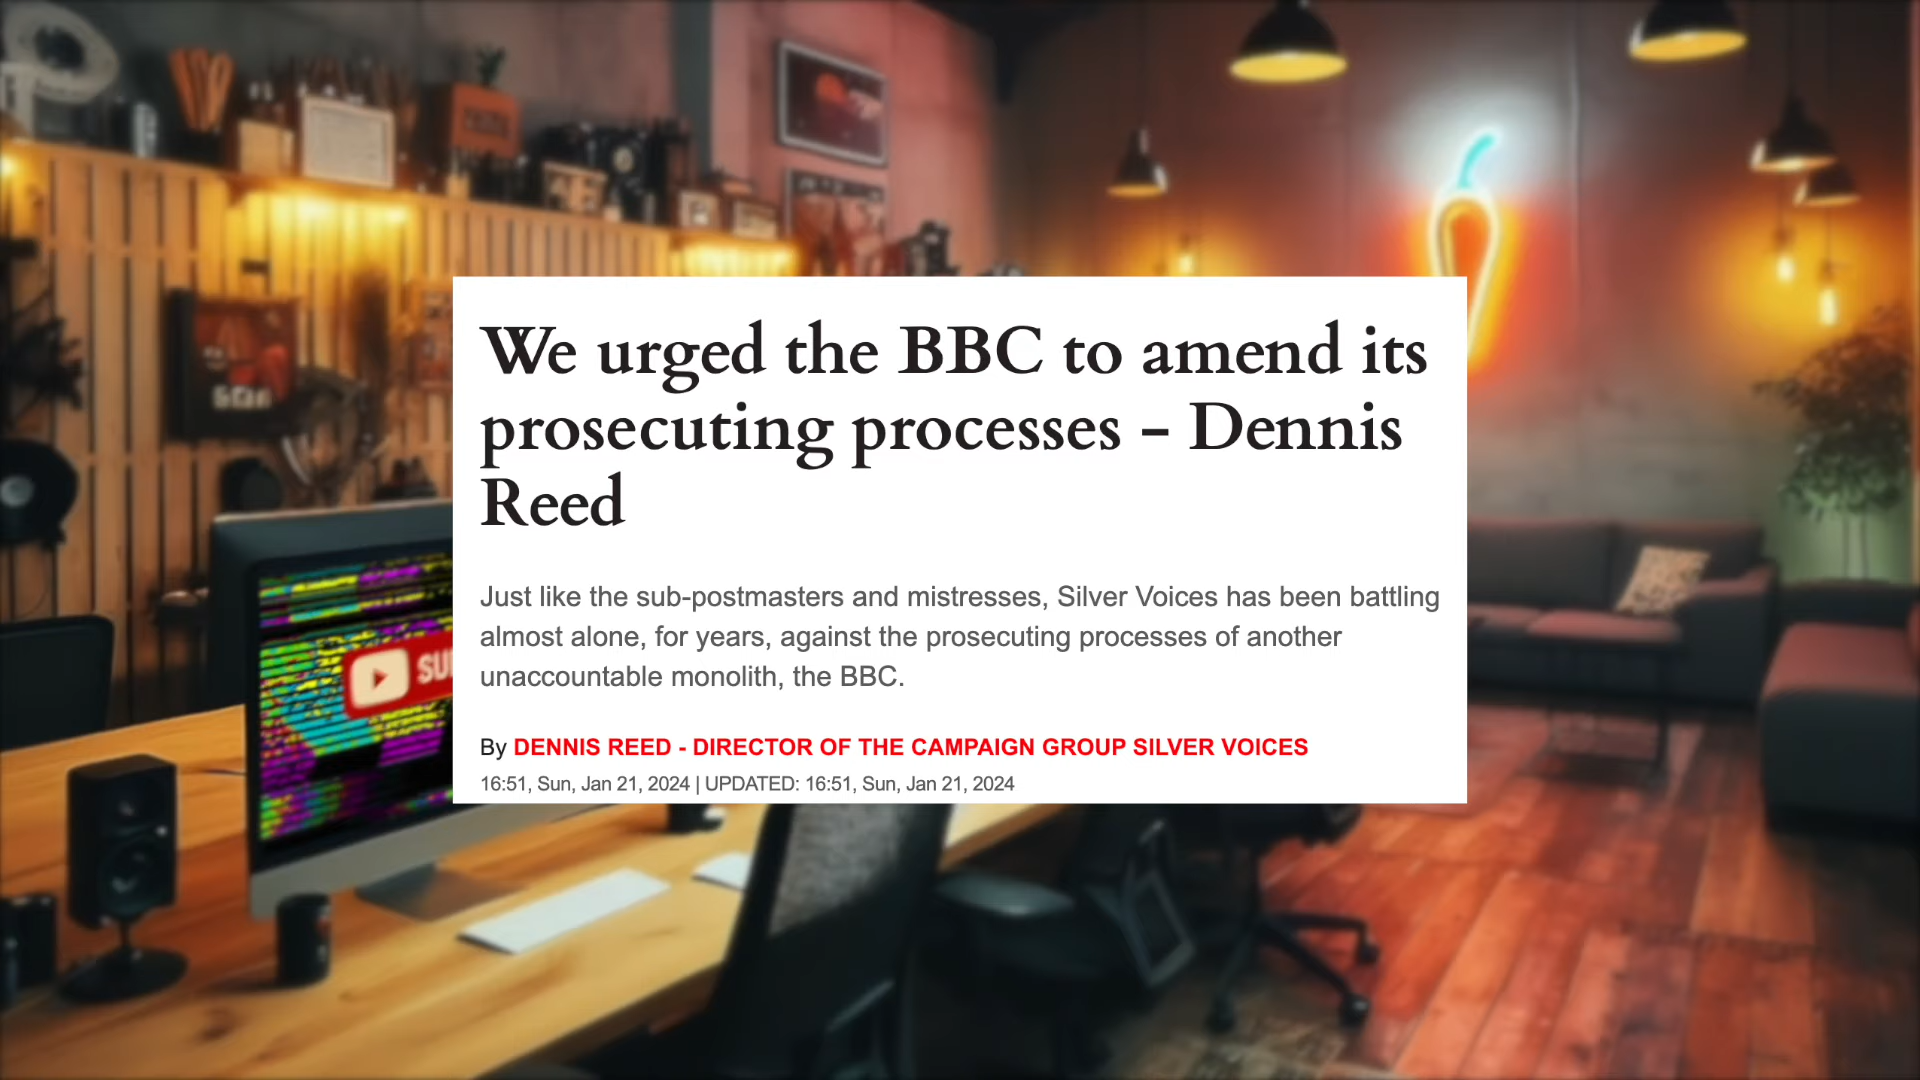 We urged the BBC to amend its
prosecuting processes - Dennis
Reed
Just like the sub-postmasters and mistresses, Silver Voices has been battling
almost alone, for years, against the prosecuting processes of another
unaccountable monolith, the BBC.
By DENNIS REED - DIRECTOR OF THE CAMPAIGN GROUP SILVER VOICES
16:51, Sun, Jan 21, 2024 | UPDATED: 16:51, Sun, Jan 21, 2024
SU